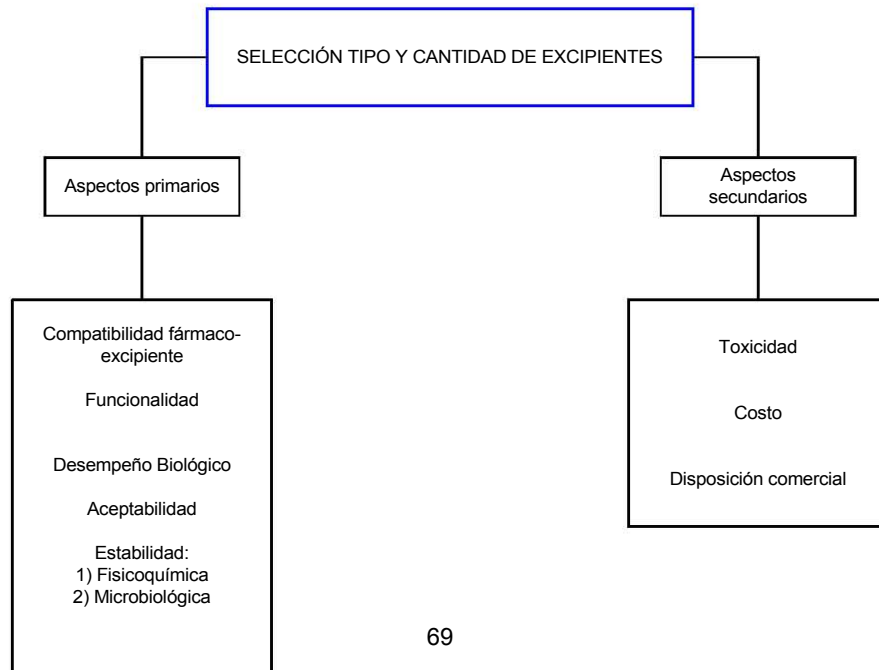 SELECCIÓN TIPO Y CANTIDAD DE EXCIPIENTES
Aspectos primarios
Aspectos
secundarios
Compatibilidad fármaco-
excipiente
Funcionalidad
Desempeño Biológico
Aceptabilidad
Estabilidad:
1) Fisicoquímica
2) Microbiológica
Toxicidad
Costo
Disposición comercial
69